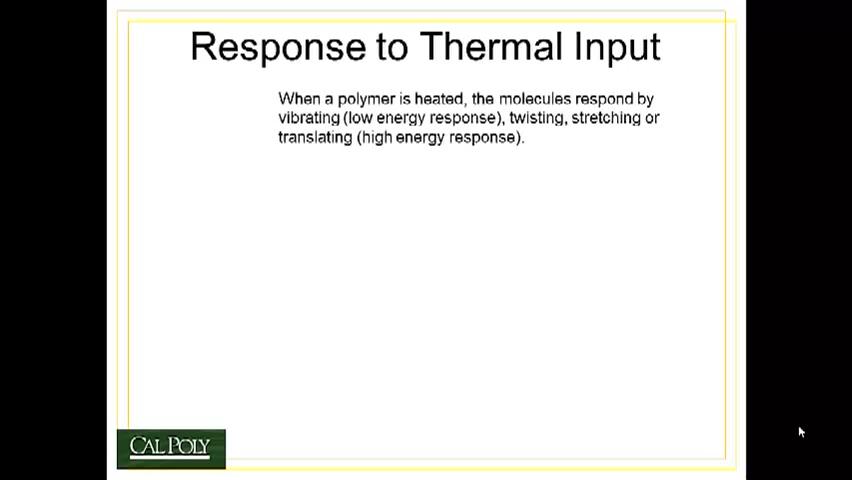 Response to Thermal Input
When a polymer is heated, the molecules respond by
vibrating (low energy response), twisting, stretching or
translating (high energy response).
CAL POLY